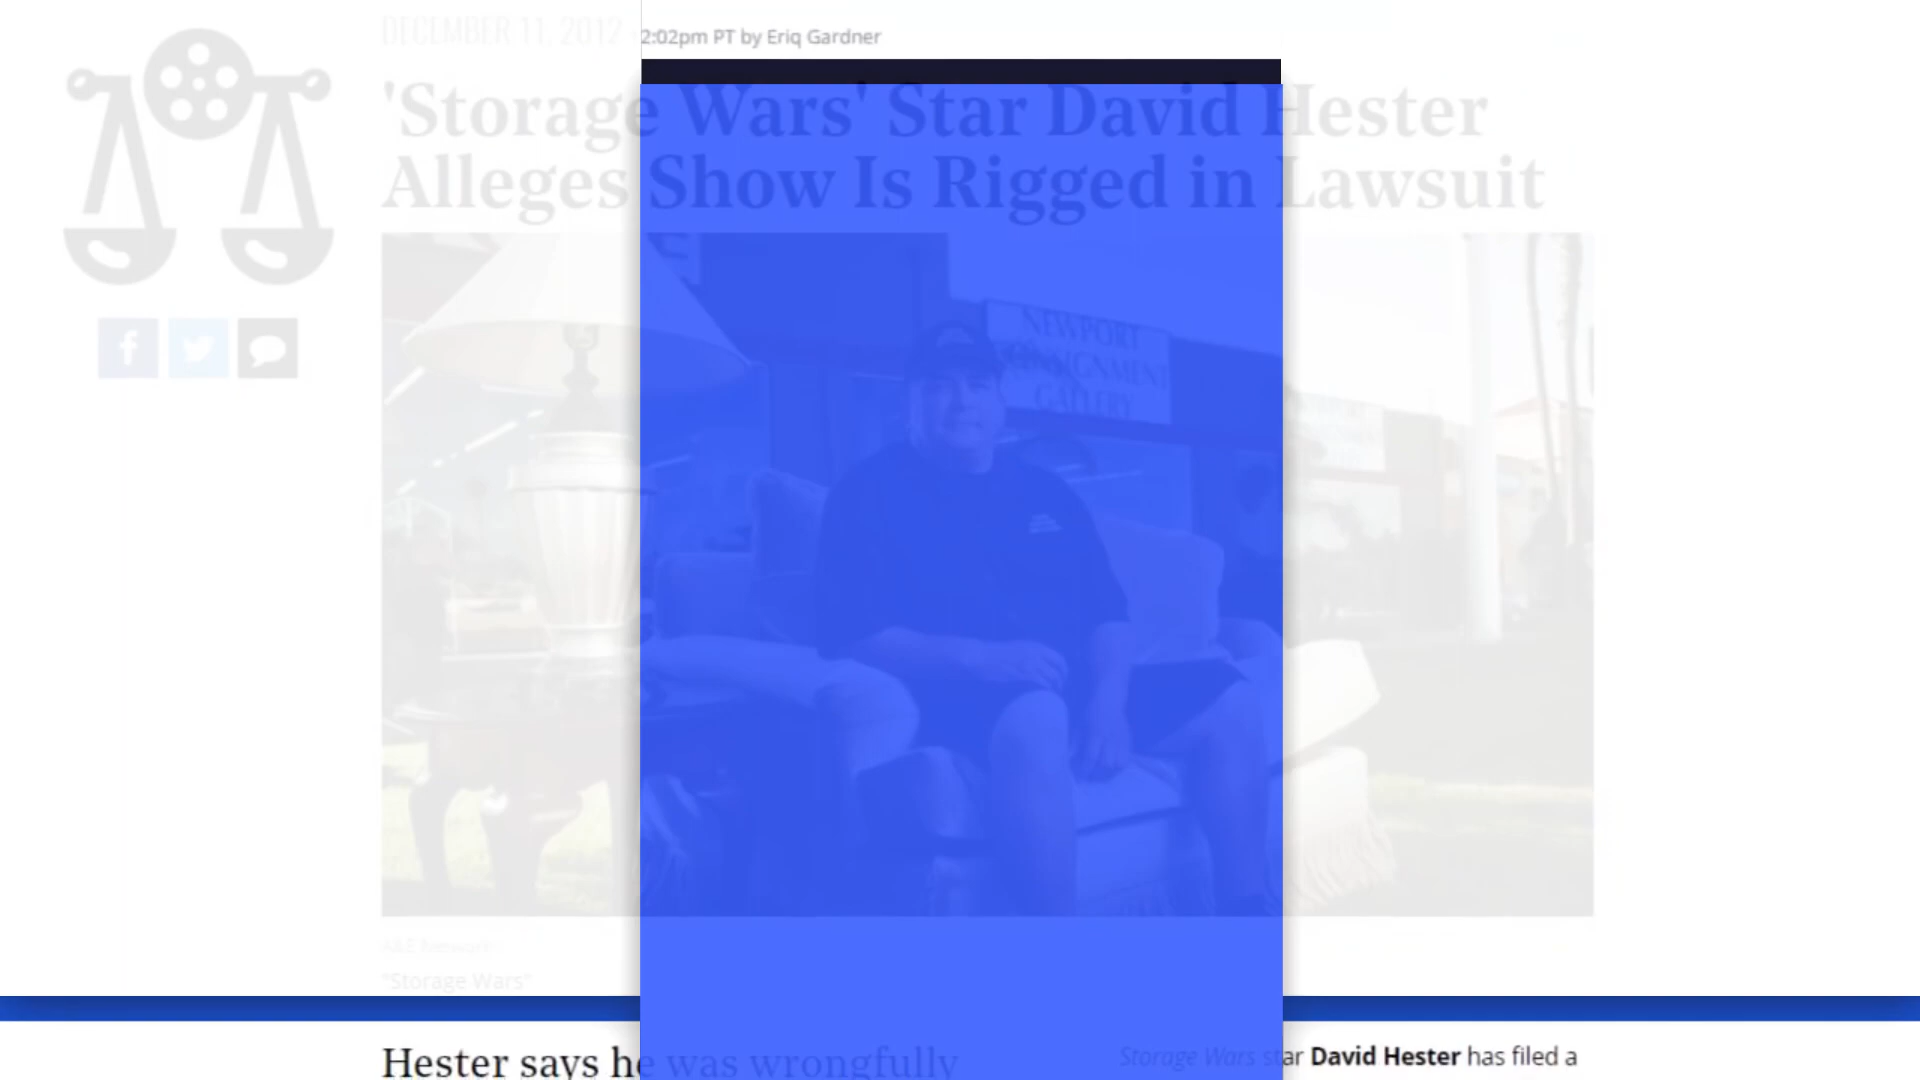 DECEMBER 11, 2012 2:02pm PT by Eriq Gardner
'Storage Wars' Star David Hester
Alleges Show Is Rigged in Lawsuit
NEWPORT
CONSIGNMENT
GALLERY
A&E Network
"Storage Wars"
Hester says he was wrongfully
Storage Wars star David Hester has filed a